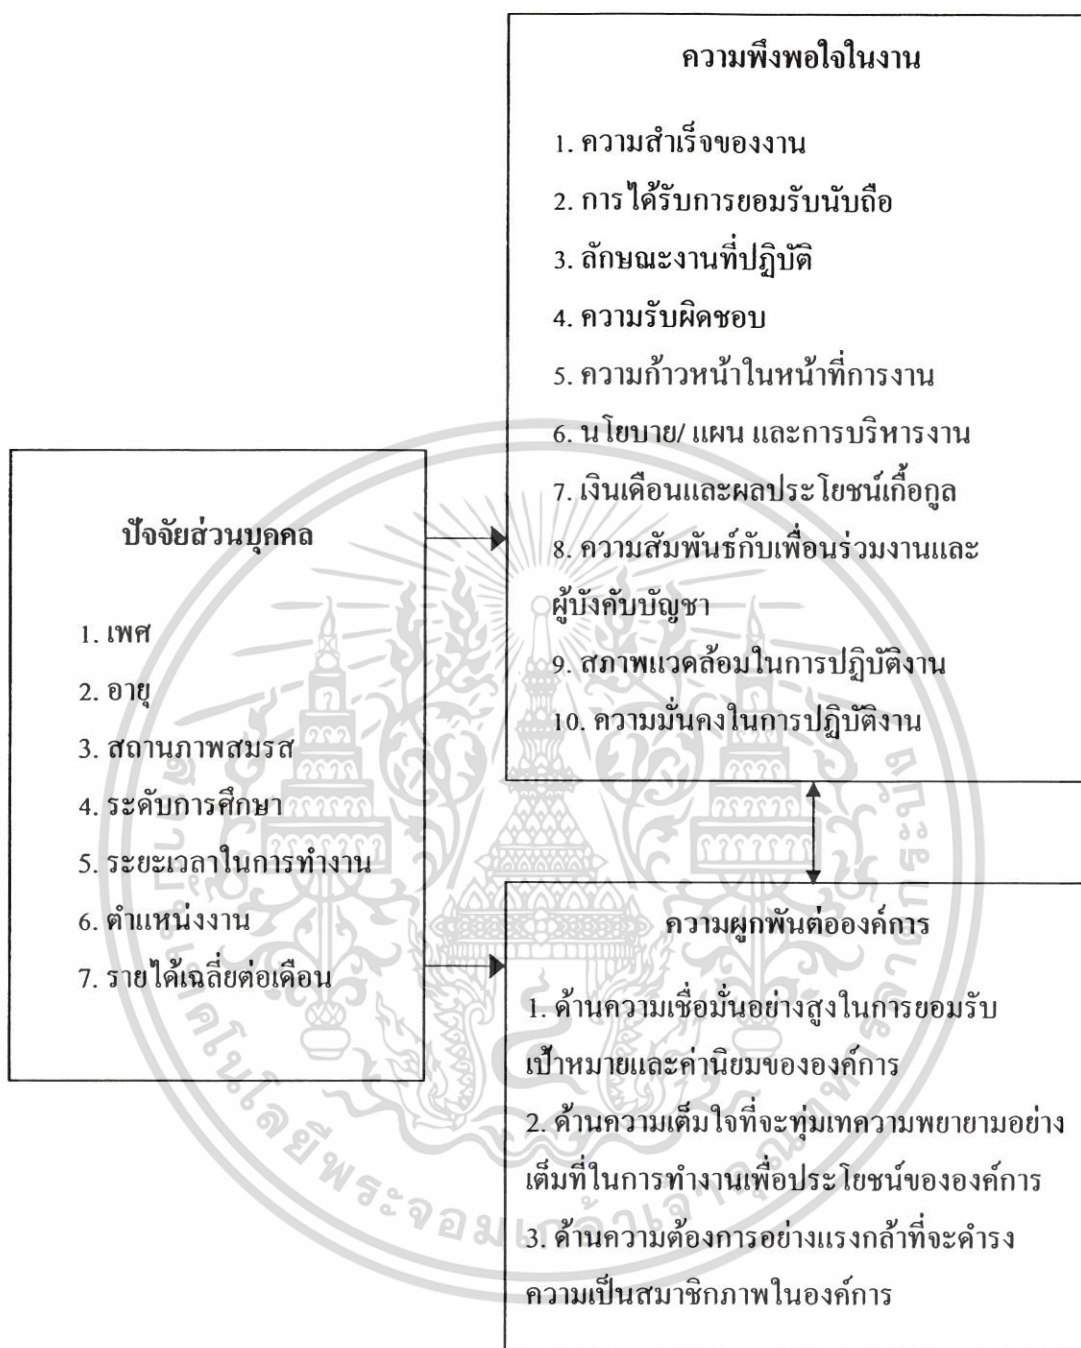 ความพึงพอใจในงาน
1. ความสำเร็จของงาน
2. การได้รับการยอมรับนับถือ
3. ลักษณะงานที่ปฏิบัติ
4. ความรับผิดชอบ
5. ความก้าวหน้าในหน้าที่การงาน
6. นโยบาย/ แผน และการบริหารงาน
7. เงินเดือนและผลประโยชน์เกื้อกูล
8. ความสัมพันธ์กับเพื่อนร่วมงานและ
ผู้บังคับบัญชา
9. สภาพแวดล้อมในการปฏิบัติงาน
10. ความมั่นคงในการปฏิบัติงาน
ปัจจัยส่วนบุคคล
1. เพศ
2. อายุ
3. สถานภาพสมรส
4. ระดับการศึกษา
5. ระยะเวลาในการทำงาน
6. ตำแหน่งงาน
7. รายได้เฉลี่ยต่อเดือน
ความผูกพันต่อองค์การ
1. ด้านความเชื่อมั่นอย่างสูงในการยอมรับ
เป้าหมายและค่านิยมขององค์การ
2. ด้านความเต็มใจที่จะทุ่มเทความพยายามอย่าง
เต็มที่ในการทำงานเพื่อประโยชน์ขององค์การ
3. ด้านความต้องการอย่างแรงกล้าที่จะดำรง
ความเป็นสมาชิกภาพในองค์การ